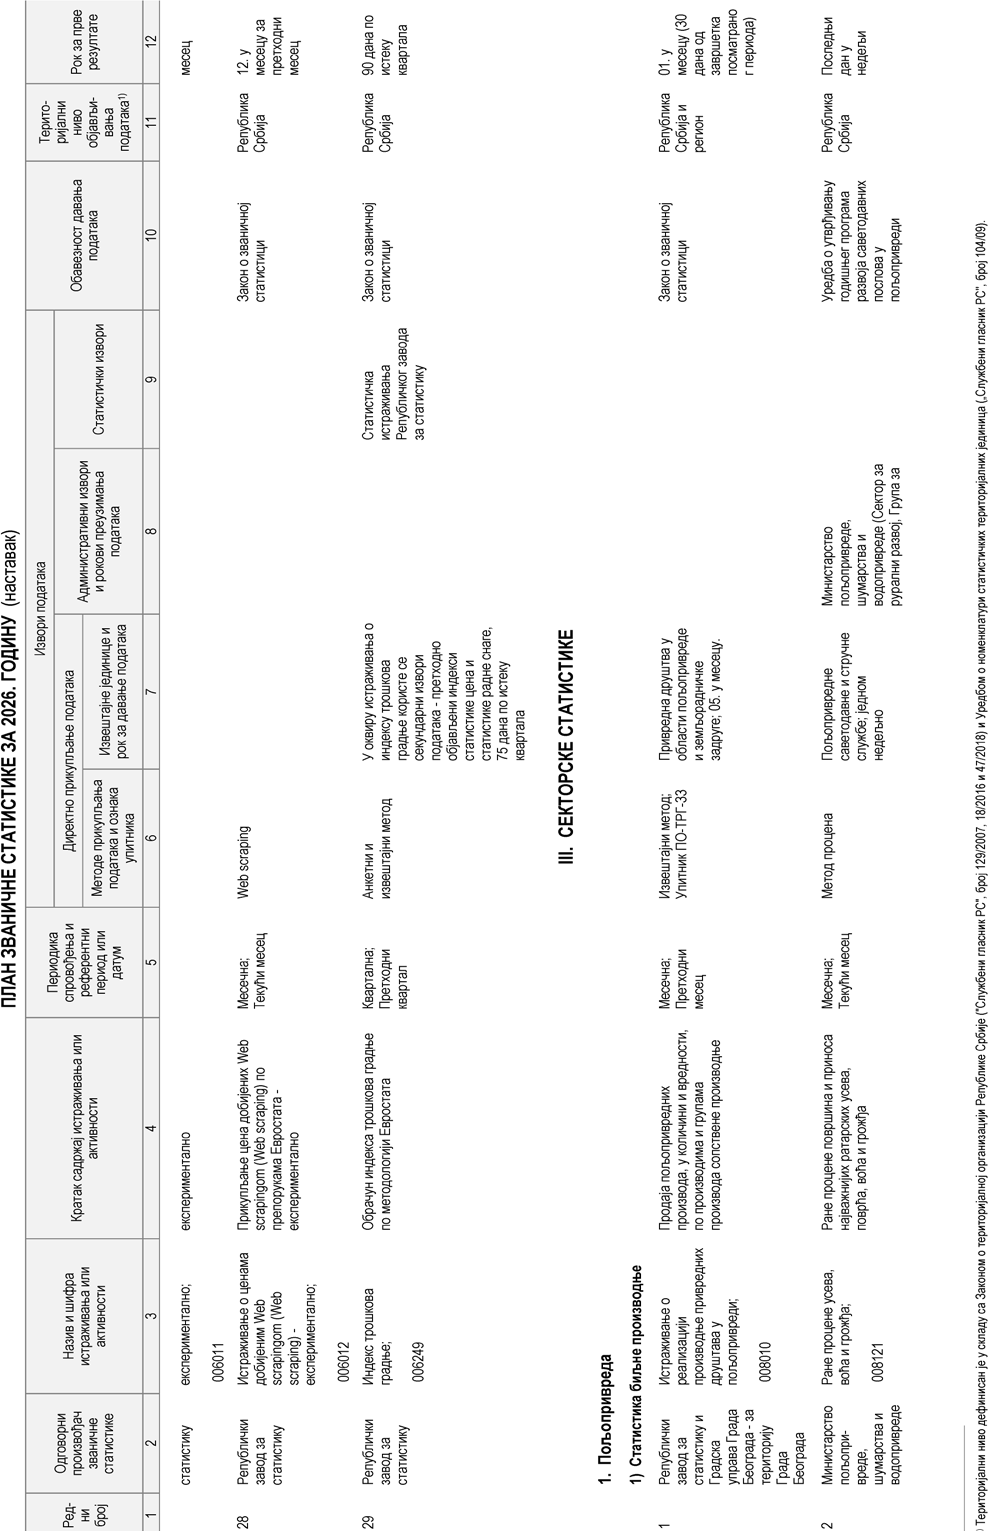 ПЛАН ЗВАНИЧНЕ СТАТИСТИКЕ ЗА 2026. ГОДИНУ (наставак)
Ред-
ни
број
Одговорни
произвођач
званичне
статистике
Назив и шифра
истраживања или
активности
Кратак садржај истраживања или
активности
Периодика
спровођења и
референтни
период или
датум
Извори података
Директно прикупљање података
Методе прикупљања
података и ознака
упитника
Извештајне јединице и
рок за давање података
Административни извори
и рокови преузимања
података
Статистички извори
Обавезност давања
података
Терито-
ријални
ниво
објављи-
вања
података1)
Рок за прве
резултате
1 2 3 4 5 6 7 8 9 10 11 12
статистику
експериментално;
006011
експериментално
месец
28
Републички
завод за
статистику
Истраживање о ценама
добијеним Web
scrapingom (Web
scraping) -
експериментално;
006012
Прикупљање цена добијених Web
scrapingom (Web scraping) по
препорукама Евростата -
експериментално
Месечна;
Текући месец
Web scraping
Закон о званичној
статистици
Република
Србија
12. у
месецу за
претходни
месец
29
Републички
завод за
статистику
Индекс трошкова
градње;
006249
Обрачун индекса трошкова градње
по методологији Евростата
Квартална;
Претходни
квартал
Анкетни и
извештајни метод
У оквиру истраживања о
индексу трошкова
градње користе се
секундарни извори
података - претходно
објављени индекси
статистике цена и
статистике радне снаге,
75 дана по истеку
квартала
Статистичка
истраживања
Републичког завода
за статистику
Закон о званичној
статистици
Република
Србија
90 дана по
истеку
квартала
III. СЕКТОРСКЕ СТАТИСТИКЕ
1. Пољопривреда
1) Статистика биљне производње
1
Републички
завод за
статистику и
Градска
управа Града
Београда - за
територију
Града
Београда
Истраживање о
реализацији
производње привредних
друштава у
пољопривреди;
008010
Продаја пољопривредних
производа, у количини и вредности,
по производима и групама
производа сопствене производње
Месечна;
Претходни
месец
Извештајни метод;
Упитник ПО-ТРГ-33
Привредна друштва у
области пољопривреде
и земљорадничке
задруге; 05. у месецу.
Закон о званичној
статистици
Република
Србија и
регион
01. у
месецу (30
дана од
завршетка
посматрано
г периода)
2
Министарство
пољопри-
вреде,
шумарства и
водопривреде
Ране процене усева,
воћа и грожђа;
008121
Ране процене површина и приноса
најважнијих ратарских усева,
поврћа, воћа и грожђа
Месечна;
Текући месец
Метод процена
Пољопривредне
саветодавне и стручне
службе; једном
недељно
Министарство
пољопривреде,
шумарства и
водопривреде (Сектор за
рурални развој, Група за
Уредба о утврђивању
годишњег програма
развоја саветодавних
послова у
пољопривреди
Република
Србија
Последњи
дан у
недељи
) Територијални ниво дефинисан је у складу са Законом о територијалној организацији Републике Србије ("Службени гласник РС", број 129/2007, 18/2016 и 47/2018) и Уредбом о номенклатури статистичких територијалних јединица („Службени гласник РС", број 104/09).